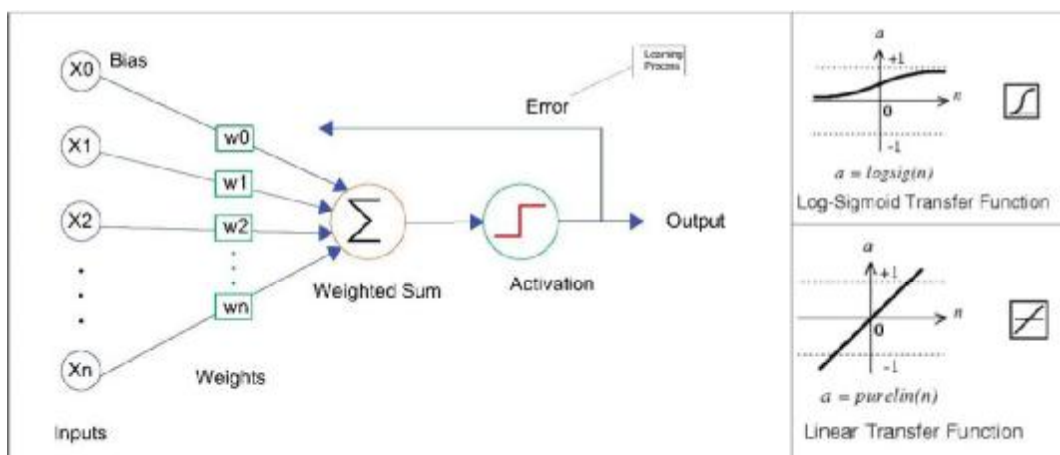 X0
Bias
X1
X2
Xn
Inputs
w0
w1
w2
wn
Weights
Σ
Weighted Sum
Activation
Error
Learning
Process
Output
a
+1
n
0
-1
a = logsig(n)
Log-Sigmoid Transfer Function
a
+1
n
0
-1
a = purelin(n)
Linear Transfer Function